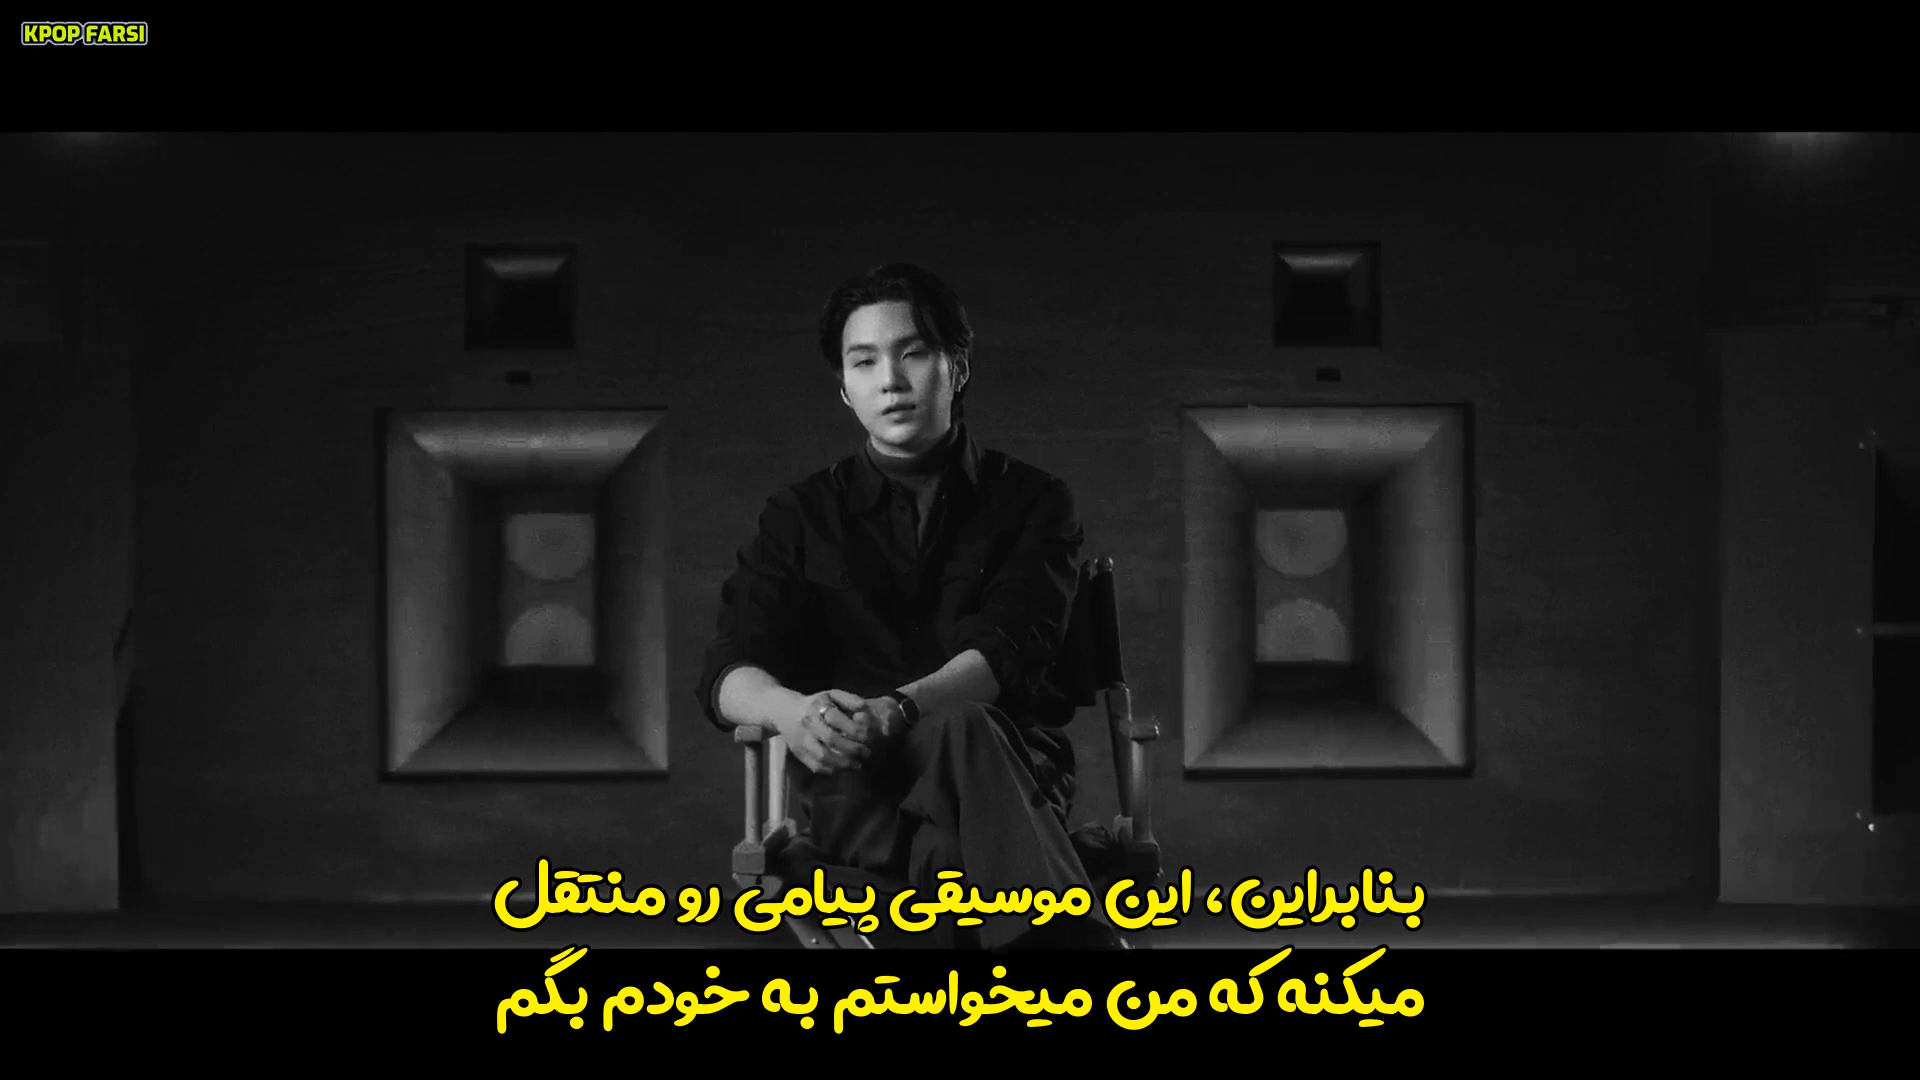 KPOP FARSI
بنابراین، این موسیقی پیامی رو منتقل
میکنه که من میخواستم به خودم بگم